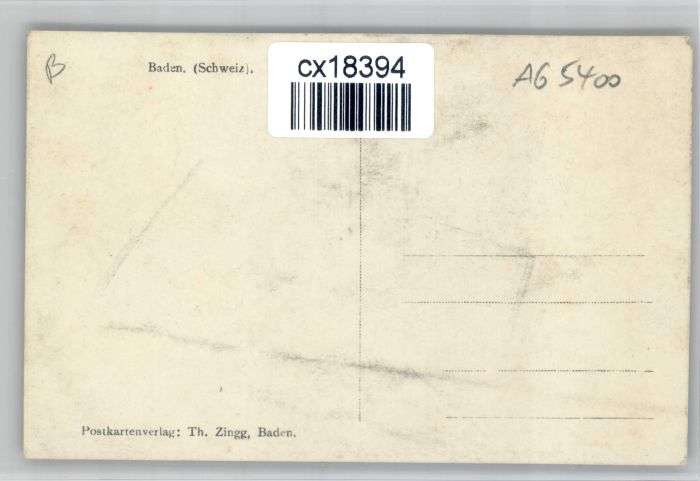 β
Baden. (Schweiz).
cx18394
AG 5400
Postkartenverlag: Th. Zingg, Baden.